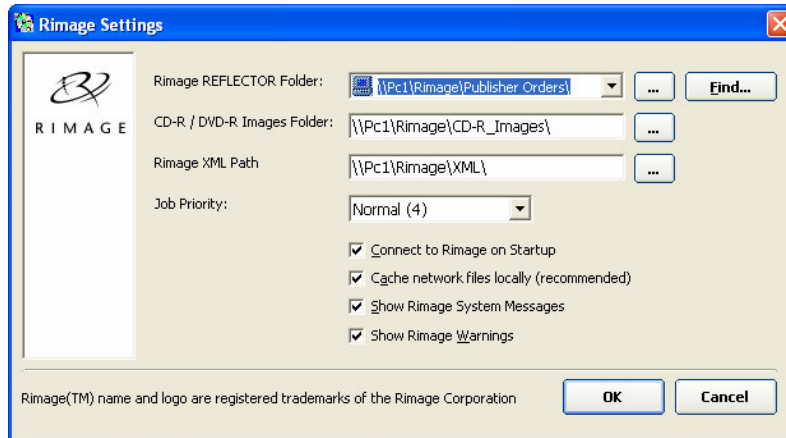 Rimage Settings
RIMAGE
Rimage REFLECTOR Folder: \\Pc1\Rimage\Publisher Orders\ ... Find...
CD-R / DVD-R Images Folder: \\Pc1\Rimage\CD-R_Images\ ...
Rimage XML Path \\Pc1\Rimage\XML\ ...
Job Priority: Normal (4)
Connect to Rimage on Startup
Cache network files locally (recommended)
Show Rimage System Messages
Show Rimage Warnings
Rimage(TM) name and logo are registered trademarks of the Rimage Corporation OK Cancel